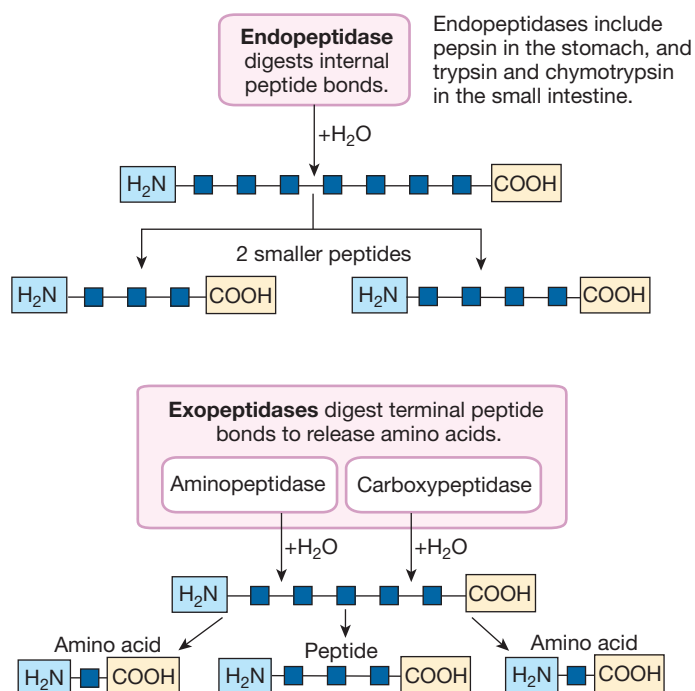 Endopeptidase
digests internal
peptide bonds.
Endopeptidases include
pepsin in the stomach, and
trypsin and chymotrypsin
in the small intestine.
+H₂O
H₂N COOH
2 smaller peptides
H₂N COOH H₂N COOH
Exopeptidases digest terminal peptide
bonds to release amino acids.
Aminopeptidase Carboxypeptidase
+H₂O +H₂O
H₂N COOH
Amino acid Peptide Amino acid
H₂N COOH H₂N COOH H₂N COOH